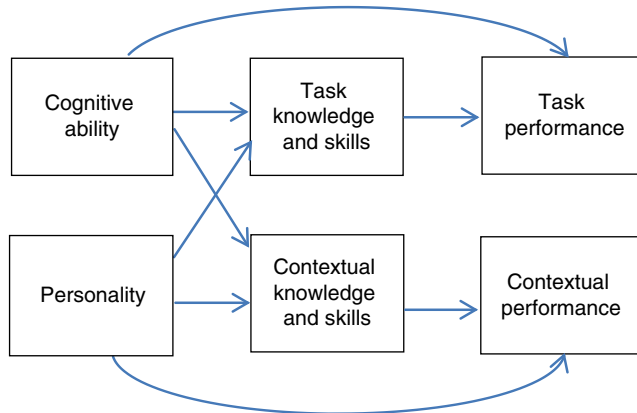 Cognitive
ability
Task
knowledge
and skills
Task
performance
Personality
Contextual
knowledge
and skills
Contextual
performance